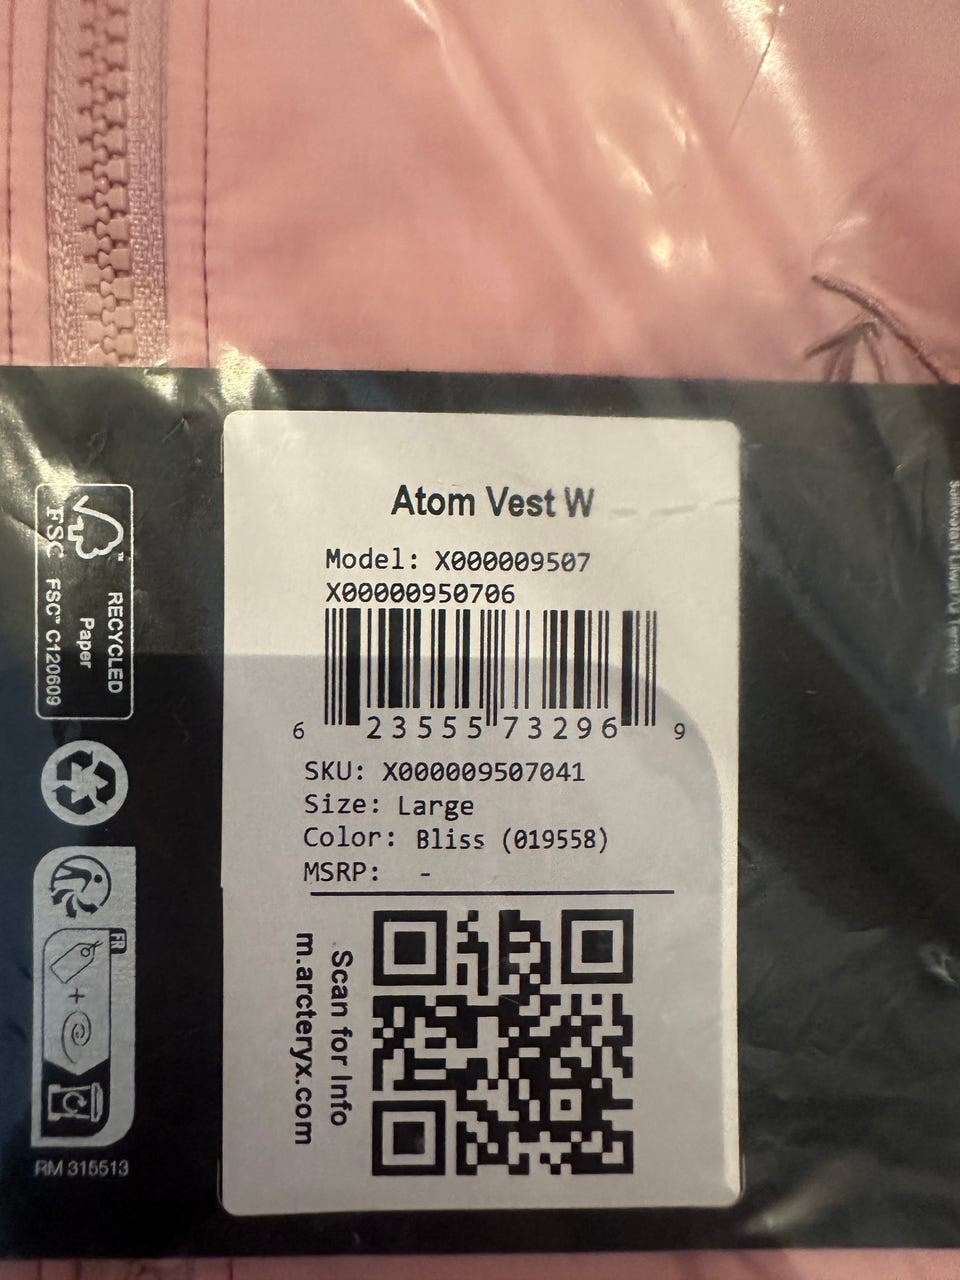 Atom Vest W
Model: X000009507
X00000950706
6 23555 73296 9
SKU: X000009507041
Size: Large
Color: Bliss (019558)
MSRP: -
Scan for Info
m.arcteryx.com
FSC
RECYCLED
Paper
FSC™ C120609
FR
+
RM 315513
Territory